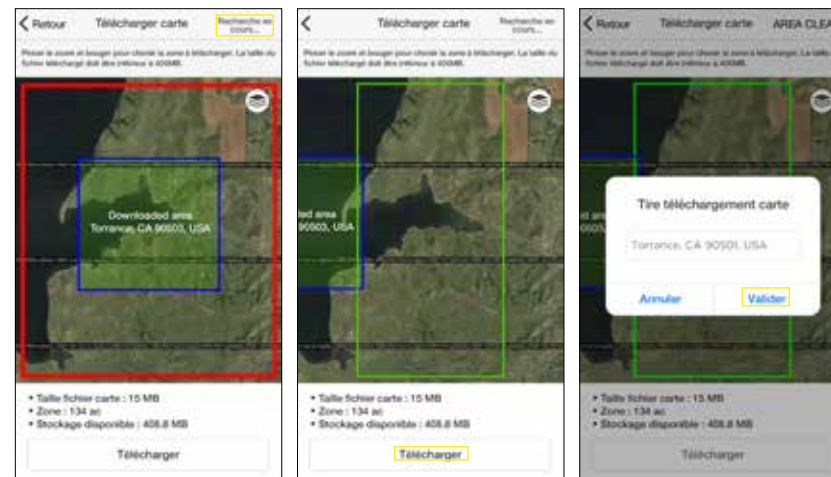 Retour
Télécharger carte
Recherche en
cours...
Pincer le zoom et bouger pour choisir la zone à télécharger. La taille du
fichier téléchargé doit être inférieur à 400MB.
Downloaded area
Torrance, CA 90503, USA
• Taille fichier carte : 15 MB
• Zone : 134 ac
• Stockage disponible : 408.8 MB
Télécharger
Télécharger carte
Recherche en
cours...
Pincer le zoom et bouger pour choisir la zone à télécharger. La taille du
fichier téléchargé doit être inférieur à 400MB.
ed area
90503, USA
• Taille fichier carte : 15 MB
• Zone : 134 ac
• Stockage disponible : 408.8 MB
Télécharger
Retour
Télécharger carte
AREA CLEA
Pincer le zoom et bouger pour choisir la zone à télécharger. La taille
fichier téléchargé doit être inférieur à 400MB.
Tire téléchargement carte
Torrance, CA 90501, USA
Annuler
Valider
• Taille fichier carte : 15 MB
• Zone : 134 ac
• Stockage disponible : 408.8 MB
Télécharger